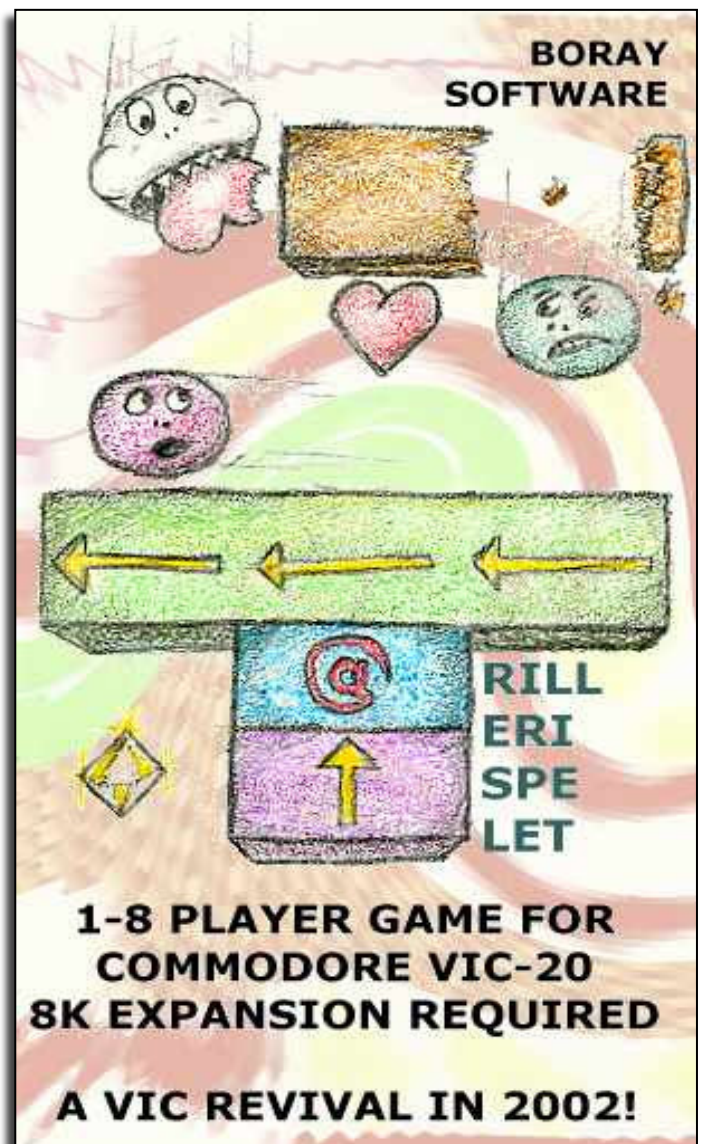 BORAY
SOFTWARE
@
RILL
ERI
SPE
LET
1-8 PLAYER GAME FOR
COMMODORE VIC-20
8K EXPANSION REQUIRED
A VIC REVIVAL IN 2002!